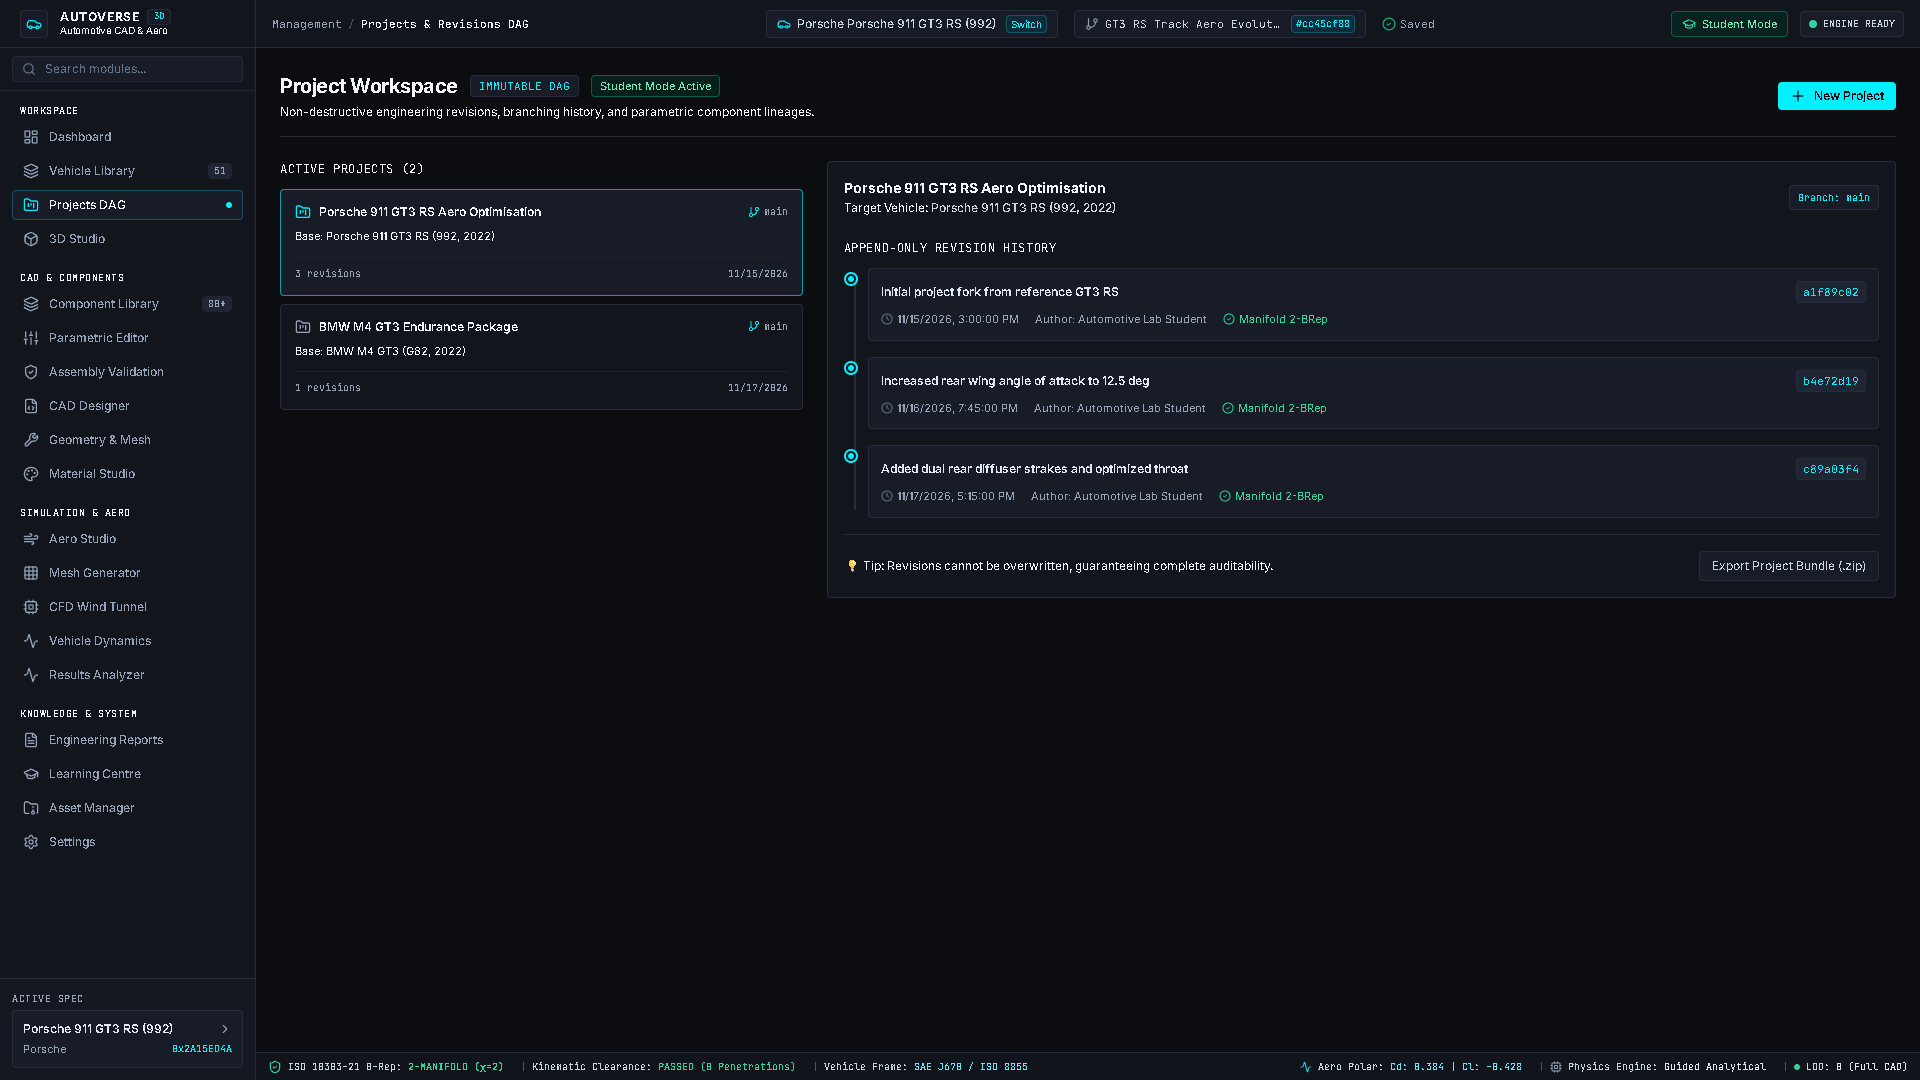 AUTOVERSE 3D
Automotive CAD & Aero
Search modules...
WORKSPACE
Dashboard
Vehicle Library 51
Projects DAG
3D Studio
CAD & COMPONENTS
Component Library 80+
Parametric Editor
Assembly Validation
CAD Designer
Geometry & Mesh
Material Studio
SIMULATION & AERO
Aero Studio
Mesh Generator
CFD Wind Tunnel
Vehicle Dynamics
Results Analyzer
KNOWLEDGE & SYSTEM
Engineering Reports
Learning Centre
Asset Manager
Settings
ACTIVE SPEC
Porsche 911 GT3 RS (992)
Porsche 0x2A15E04A
Management / Projects & Revisions DAG
Porsche Porsche 911 GT3 RS (992) Switch
GT3 RS Track Aero Evolut… #cc45cf88
Saved
Student Mode
ENGINE READY
Project Workspace IMMUTABLE DAG Student Mode Active
Non-destructive engineering revisions, branching history, and parametric component lineages.
New Project
ACTIVE PROJECTS (2)
Porsche 911 GT3 RS Aero Optimisation main
Base: Porsche 911 GT3 RS (992, 2022)
3 revisions 11/15/2026
BMW M4 GT3 Endurance Package main
Base: BMW M4 GT3 (G82, 2022)
1 revisions 11/17/2026
Porsche 911 GT3 RS Aero Optimisation
Target Vehicle: Porsche 911 GT3 RS (992, 2022)
Branch: main
APPEND-ONLY REVISION HISTORY
Initial project fork from reference GT3 RS a1f89c02
11/15/2026, 3:00:00 PM Author: Automotive Lab Student Manifold 2-BRep
Increased rear wing angle of attack to 12.5 deg b4e72d19
11/16/2026, 7:45:00 PM Author: Automotive Lab Student Manifold 2-BRep
Added dual rear diffuser strakes and optimized throat c89a03f4
11/17/2026, 5:15:00 PM Author: Automotive Lab Student Manifold 2-BRep
Tip: Revisions cannot be overwritten, guaranteeing complete auditability.
Export Project Bundle (.zip)
ISO 10303-21 B-Rep: 2-MANIFOLD (χ=2) | Kinematic Clearance: PASSED (0 Penetrations) | Vehicle Frame: SAE J670 / ISO 8855
Aero Polar: Cd: 0.384 | Cl: -0.428 | Physics Engine: Guided Analytical | LOD: 0 (Full CAD)